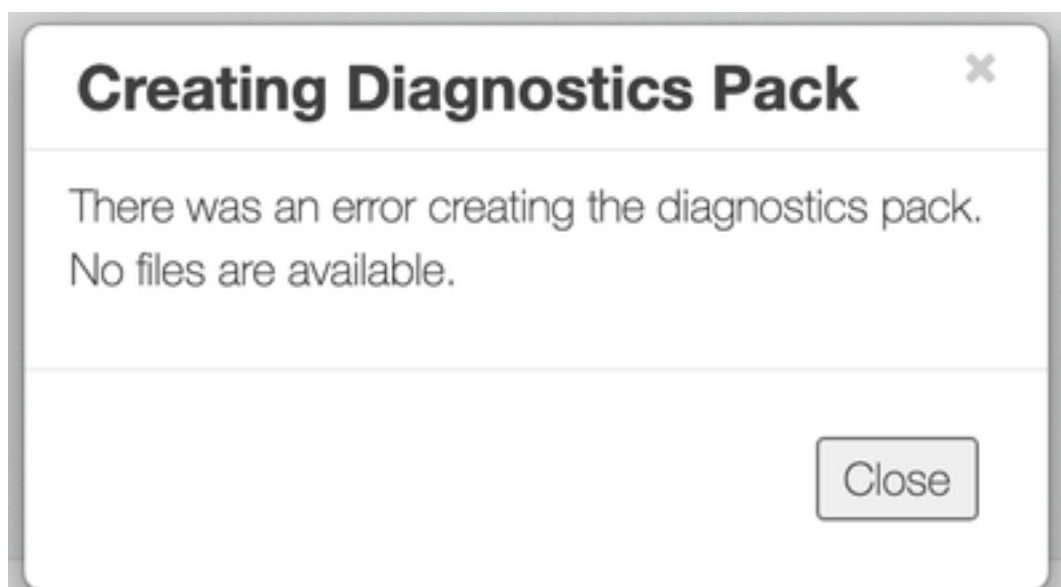 Creating Diagnostics Pack
There was an error creating the diagnostics pack.
No files are available.
Close